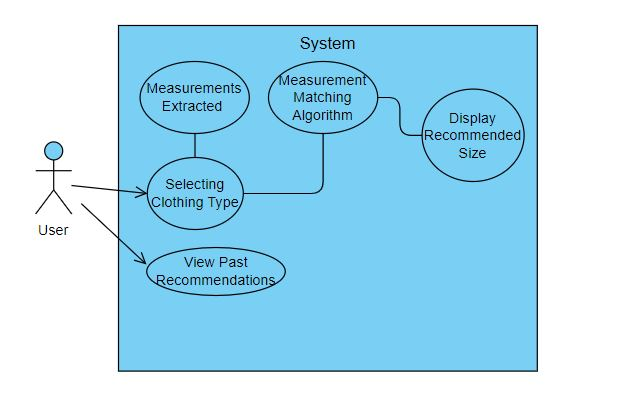 System
Measurements
Extracted
Measurement
Matching
Algorithm
Display
Recommended
Size
Selecting
Clothing Type
User
View Past
Recommendations